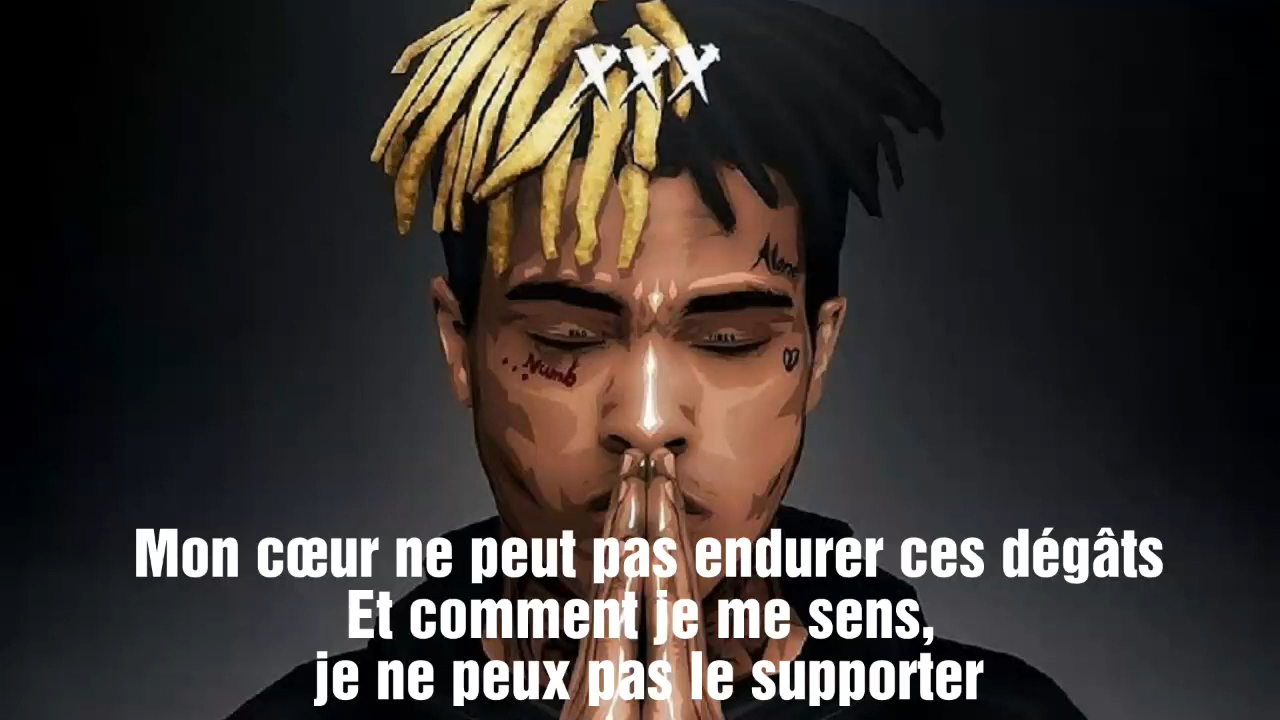 XXX
Alone
Numb
Mon cœur ne peut pas endurer ces dégâts
Et comment je me sens,
je ne peux pas le supporter